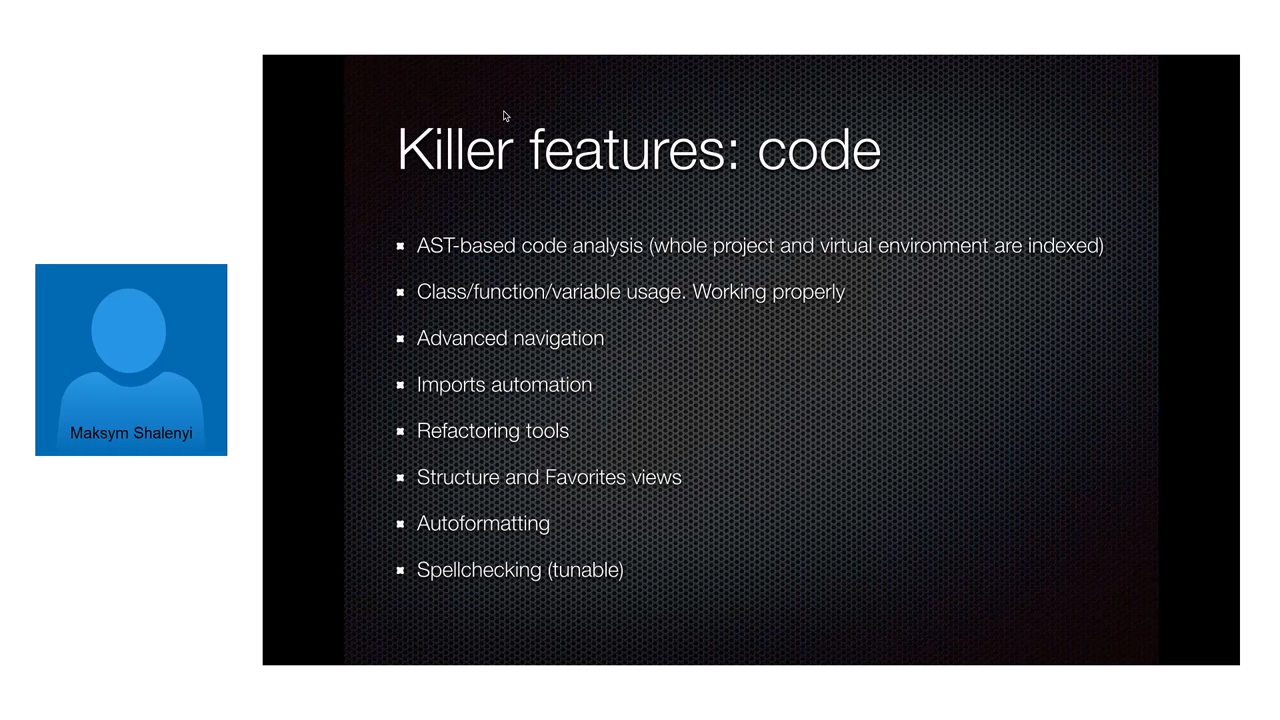 Killer features: code
AST-based code analysis (whole project and virtual environment are indexed)
Class/function/variable usage. Working properly
Advanced navigation
Imports automation
Refactoring tools
Structure and Favorites views
Autoformatting
Spellchecking (tunable)
Maksym Shalenyi